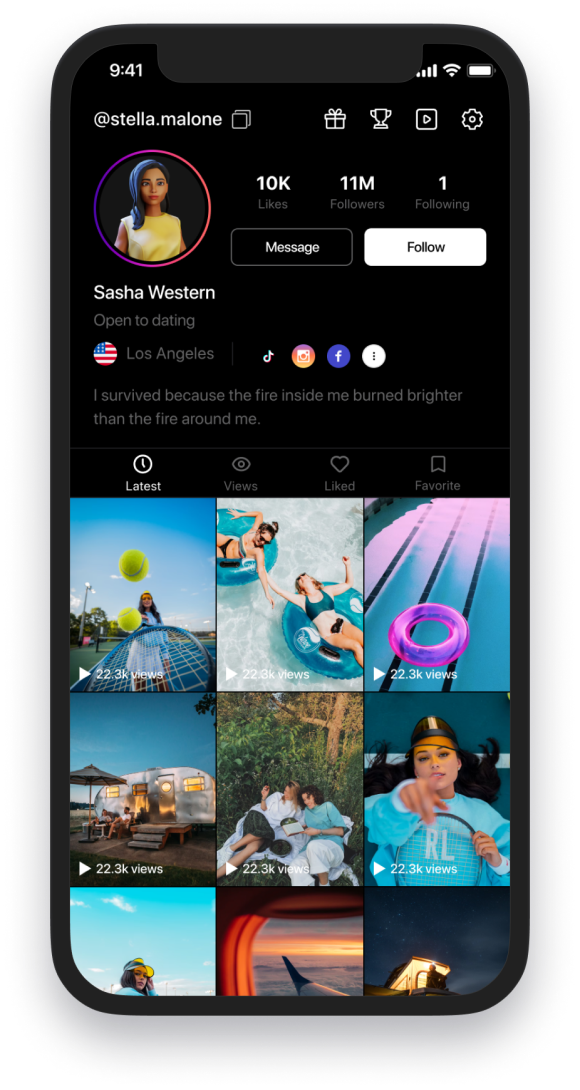 9:41
@stella.malone
10K 11M 1
Likes Followers Following
Message Follow
Sasha Western
Open to dating
Los Angeles
I survived because the fire inside me burned brighter
than the fire around me.
Latest Views Liked Favorite
22.3k views 22.3k views 22.3k views
RL
22.3k views 22.3k views 22.3k views